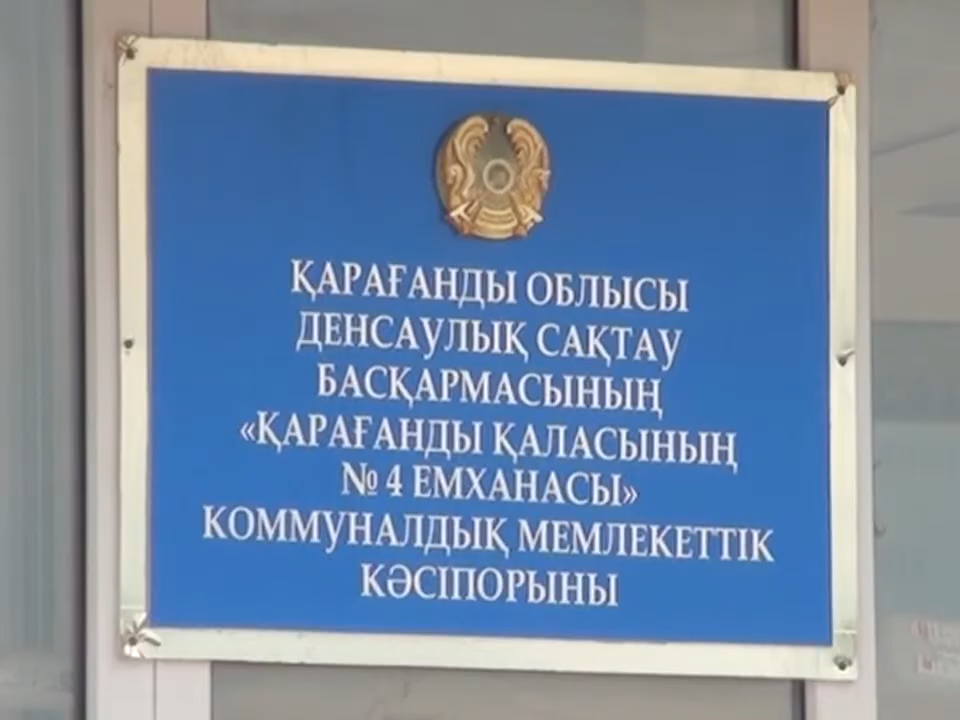 ҚАРАҒАНДЫ ОБЛЫСЫ
ДЕНСАУЛЫҚ САҚТАУ
БАСҚАРМАСЫНЫҢ
«ҚАРАҒАНДЫ ҚАЛАСЫНЫҢ
№ 4 ЕМХАНАСЫ»
КОММУНАЛДЫҚ МЕМЛЕКЕТТІК
КӘСІПОРЫНЫ